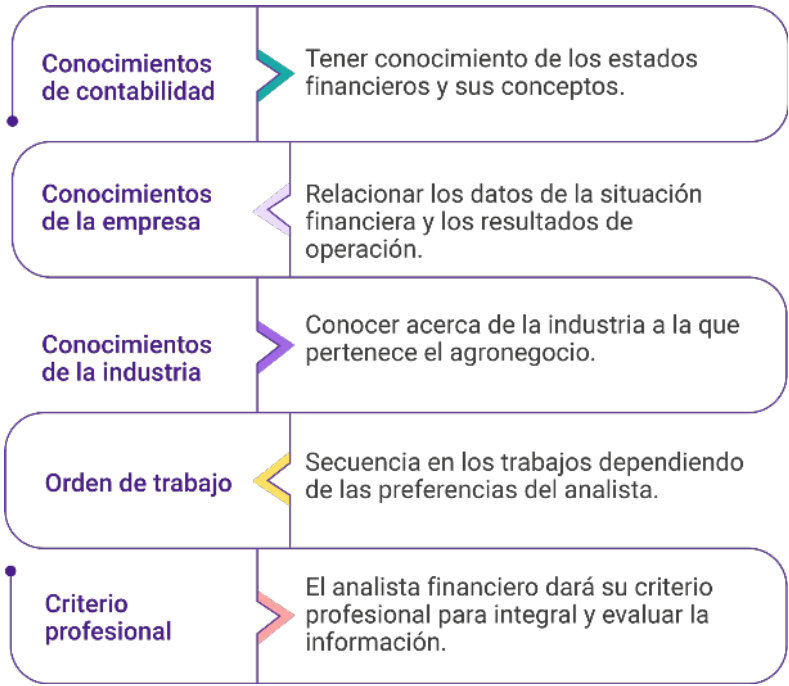 Conocimientos
de contabilidad
Tener conocimiento de los estados
financieros y sus conceptos.
Conocimientos
de la empresa
Relacionar los datos de la situación
financiera y los resultados de
operación.
Conocimientos
de la industria
Conocer acerca de la industria a la que
pertenece el agronegocio.
Orden de trabajo
Secuencia en los trabajos dependiendo
de las preferencias del analista.
Criterio
profesional
El analista financiero dará su criterio
profesional para integral y evaluar la
información.